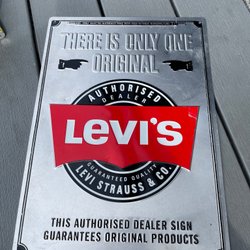 THERE IS ONLY ONE
ORIGINAL
AUTHORISED
DEALER
LEVI'S
GUARANTEED QUALITY
LEVI STRAUSS & CO.
THIS AUTHORISED DEALER SIGN
GUARANTEES ORIGINAL PRODUCTS